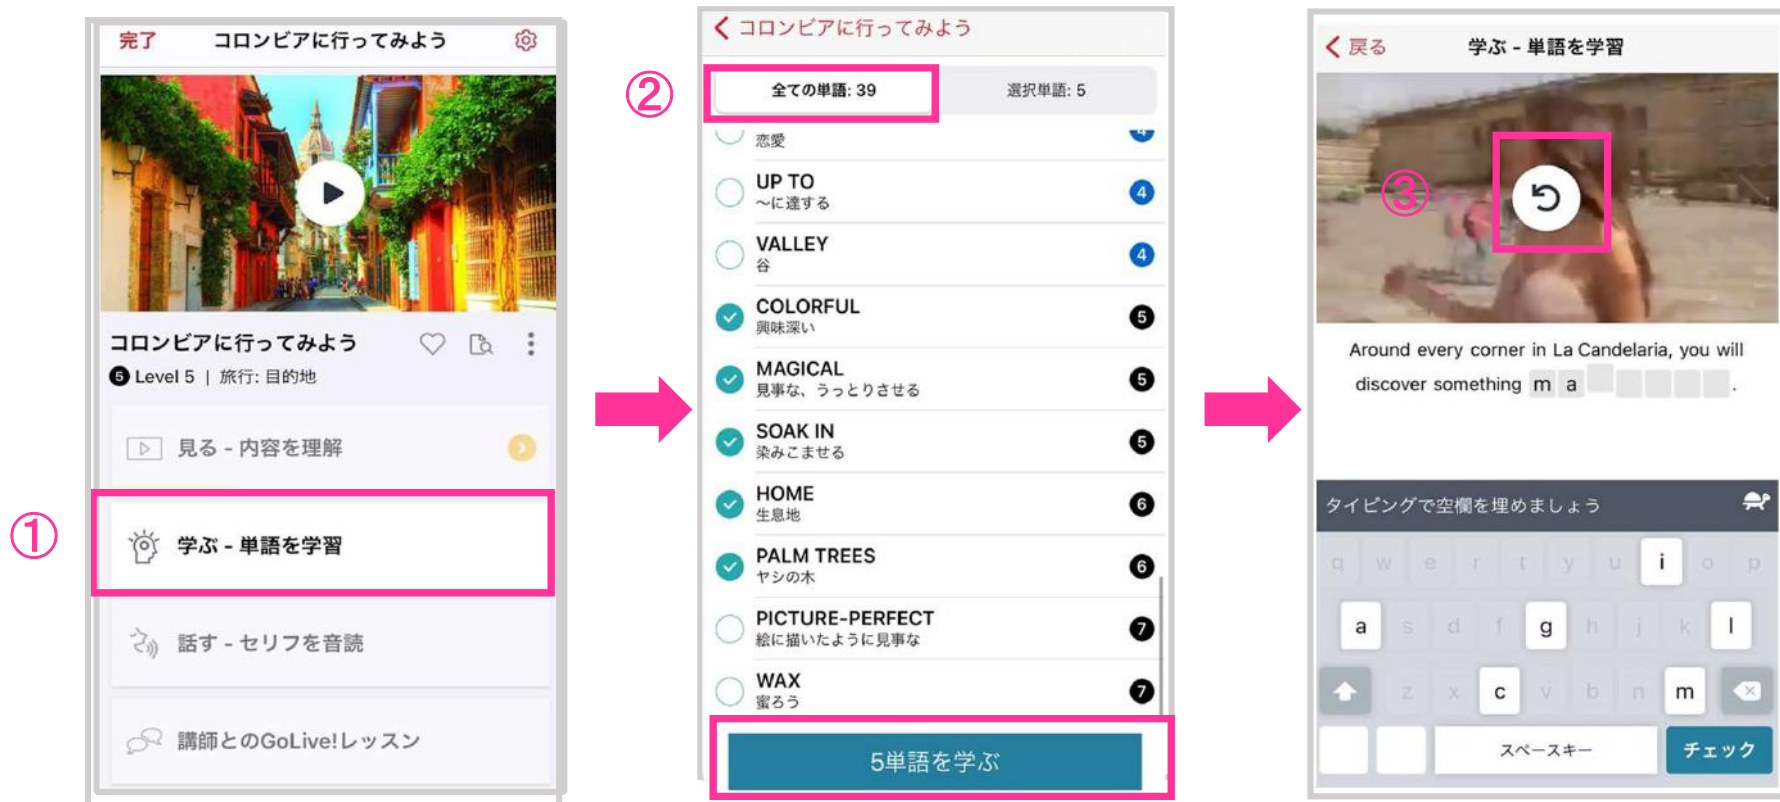 完了 コロンビアに行ってみよう
コロンビアに行ってみよう
5 Level 5 | 旅行: 目的地
見る - 内容を理解
①
学ぶ - 単語を学習
話す - セリフを音読
講師とのGoLive!レッスン
コロンビアに行ってみよう
②
全ての単語: 39 選択単語: 5
恋愛 4
UP TO 4
〜に達する
VALLEY 4
谷
COLORFUL 5
興味深い
MAGICAL 5
見事な、うっとりさせる
SOAK IN 5
染みこませる
HOME 6
生息地
PALM TREES 6
ヤシの木
PICTURE-PERFECT 7
絵に描いたように見事な
WAX 7
蜜ろう
5単語を学ぶ
戻る 学ぶ - 単語を学習
③
Around every corner in La Candelaria, you will
discover something m a .
タイピングで空欄を埋めましょう
q w e r t y u i o p
a s d f g h j k l
z x c v b n m
スペースキー チェック